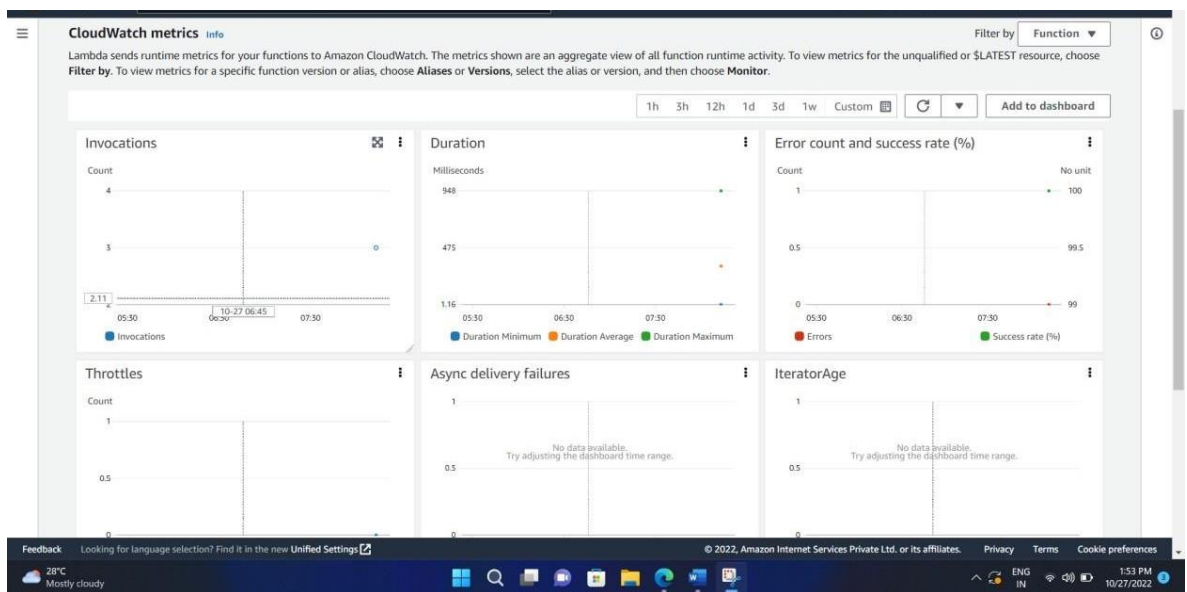 CloudWatch metrics Info
Filter by Function
Lambda sends runtime metrics for your functions to Amazon CloudWatch. The metrics shown are an aggregate view of all function runtime activity. To view metrics for the unqualified or $LATEST resource, choose
Filter by. To view metrics for a specific function version or alias, choose Aliases or Versions, select the alias or version, and then choose Monitor.
1h 3h 12h 1d 3d 1w Custom Add to dashboard
Invocations
Count
4
3
2.11
10-27 06:45
05:30 07:30
Invocations
Duration
Milliseconds
948
475
1.16
05:30 06:30 07:30
Duration Minimum Duration Average Duration Maximum
Error count and success rate (%)
Count No unit
1 100
0.5 99.5
0 99
05:30 06:30 07:30
Errors Success rate (%)
Throttles
Count
1
0.5
0
Async delivery failures
1
No data available.
Try adjusting the dashboard time range.
0.5
0
IteratorAge
1
No data available.
Try adjusting the dashboard time range.
0.5
0
Feedback Looking for language selection? Find it in the new Unified Settings © 2022, Amazon Internet Services Private Ltd. or its affiliates. Privacy Terms Cookie preferences
28°C
Mostly cloudy
ENG
IN
1:53 PM
10/27/2022